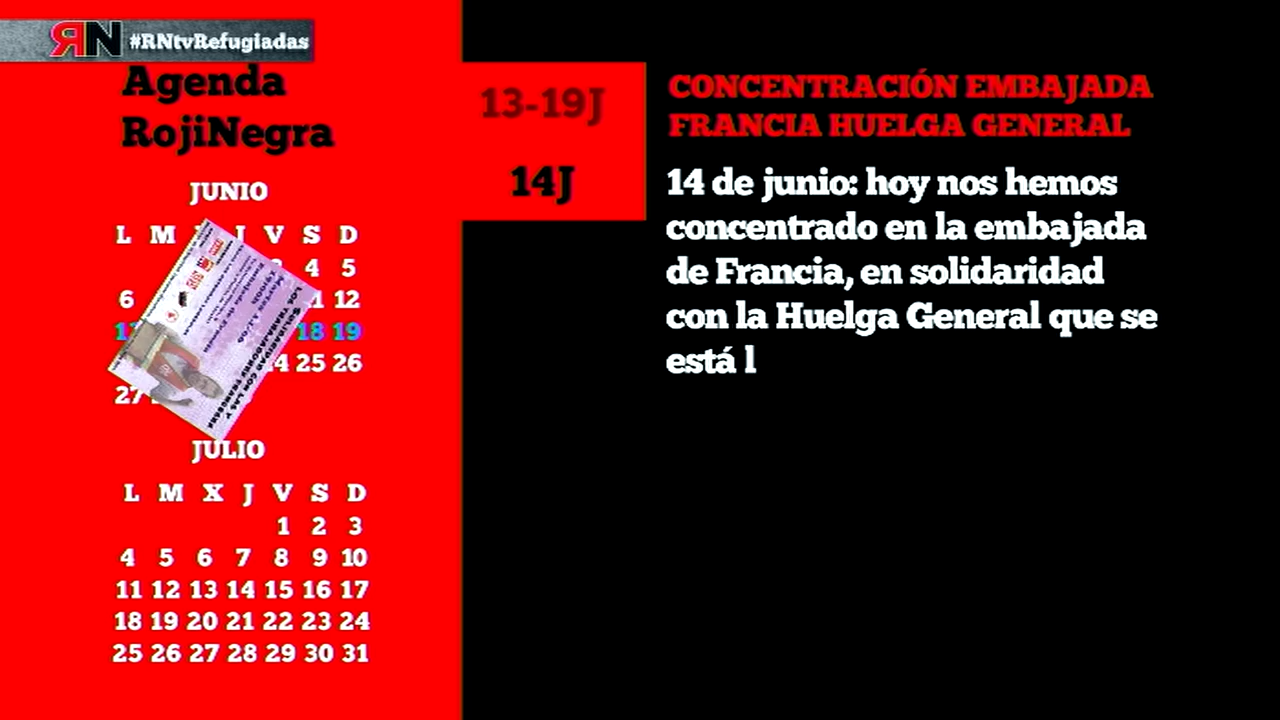 RN #RNtvRefugiadas
Agenda
RojiNegra
JUNIO
L M J V S D
4 5
6 12
18 19
25 26
27
JULIO
L M X J V S D
1 2 3
4 5 6 7 8 9 10
11 12 13 14 15 16 17
18 19 20 21 22 23 24
25 26 27 28 29 30 31
13-19J
14J
CONCENTRACIÓN EMBAJADA
FRANCIA HUELGA GENERAL
14 de junio: hoy nos hemos
concentrado en la embajada
de Francia, en solidaridad
con la Huelga General que se
está l